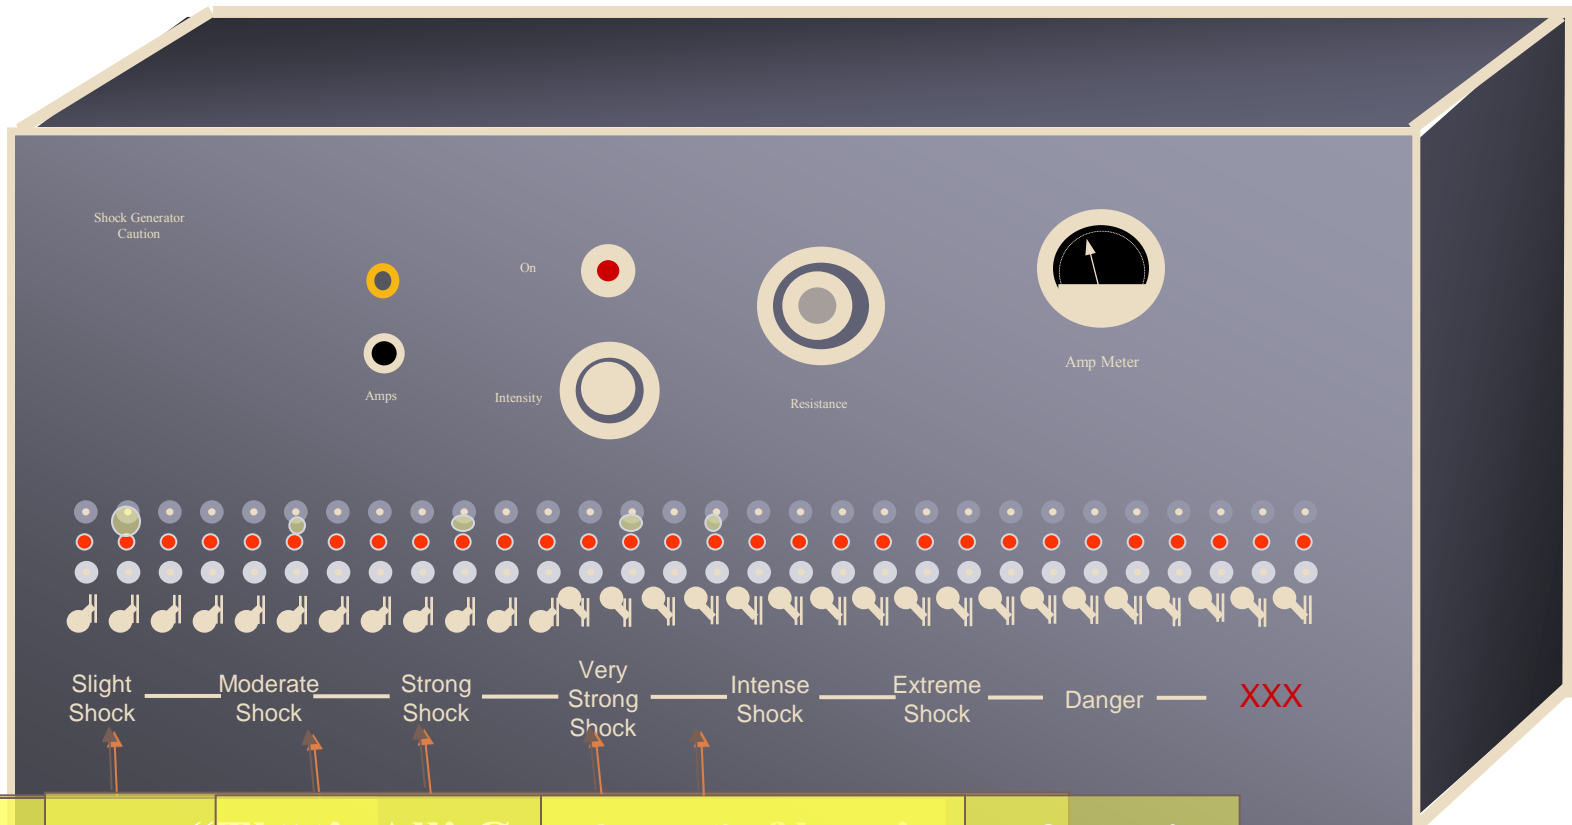 Shock Generator
Caution
On
Amps
Intensity
Resistance
Amp Meter
Slight
Shock
Moderate
Shock
Strong
Shock
Very
Strong
Shock
Intense
Shock
Extreme
Shock
Danger
XXX